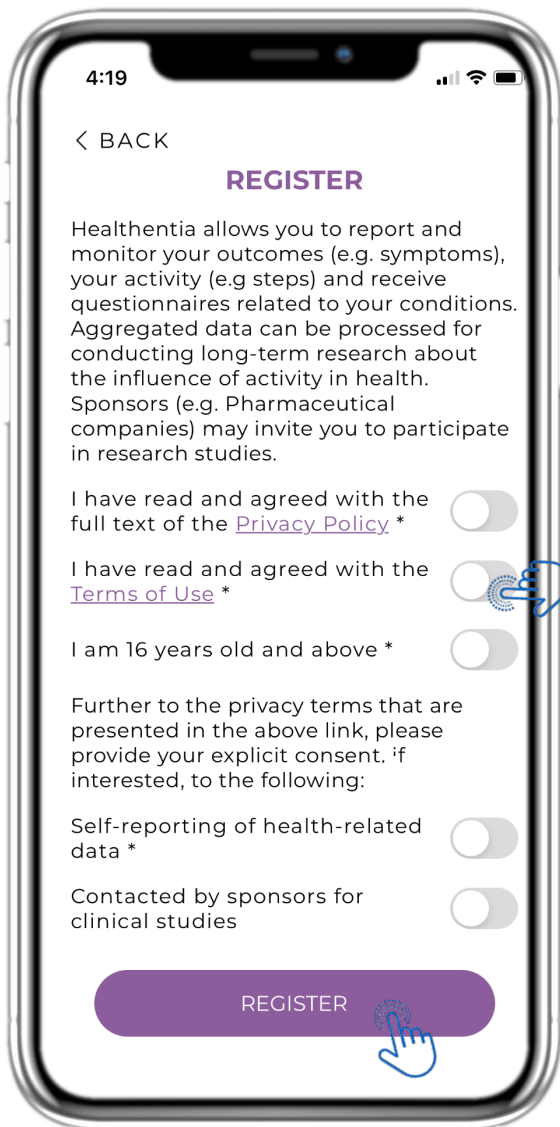 4:19
< BACK
REGISTER
Healthentia allows you to report and
monitor your outcomes (e.g. symptoms),
your activity (e.g steps) and receive
questionnaires related to your conditions.
Aggregated data can be processed for
conducting long-term research about
the influence of activity in health.
Sponsors (e.g. Pharmaceutical
companies) may invite you to participate
in research studies.
I have read and agreed with the
full text of the Privacy Policy *
I have read and agreed with the
Terms of Use *
I am 16 years old and above *
Further to the privacy terms that are
presented in the above link, please
provide your explicit consent. if
interested, to the following:
Self-reporting of health-related
data *
Contacted by sponsors for
clinical studies
REGISTER